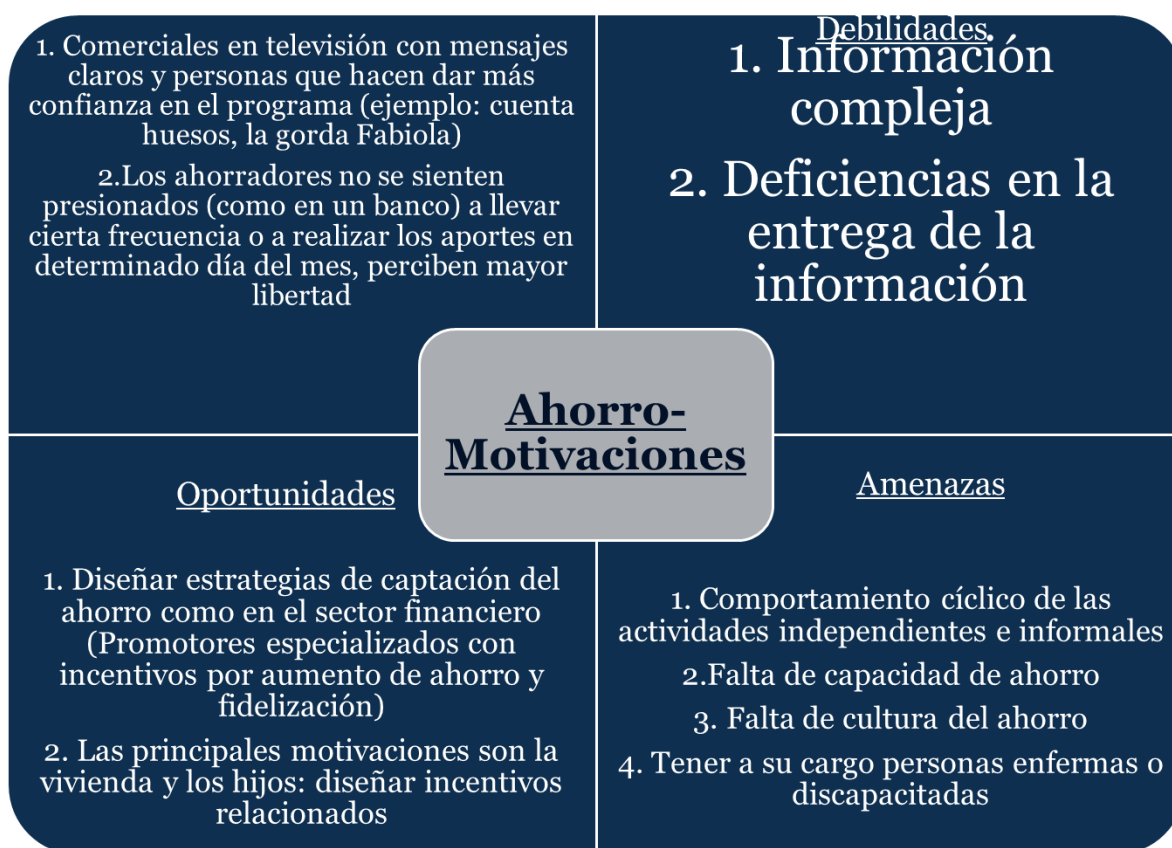 1. Comerciales en televisión con mensajes
claros y personas que hacen dar más
confianza en el programa (ejemplo: cuenta
huesos, la gorda Fabiola)
2.Los ahorradores no se sienten
presionados (como en un banco) a llevar
cierta frecuencia o a realizar los aportes en
determinado día del mes, perciben mayor
libertad
Debilidades
1. Información
compleja
2. Deficiencias en la
entrega de la
información
Ahorro-
Motivaciones
Oportunidades
1. Diseñar estrategias de captación del
ahorro como en el sector financiero
(Promotores especializados con
incentivos por aumento de ahorro y
fidelización)
2. Las principales motivaciones son la
vivienda y los hijos: diseñar incentivos
relacionados
Amenazas
1. Comportamiento cíclico de las
actividades independientes e informales
2.Falta de capacidad de ahorro
3. Falta de cultura del ahorro
4. Tener a su cargo personas enfermas o
discapacitadas